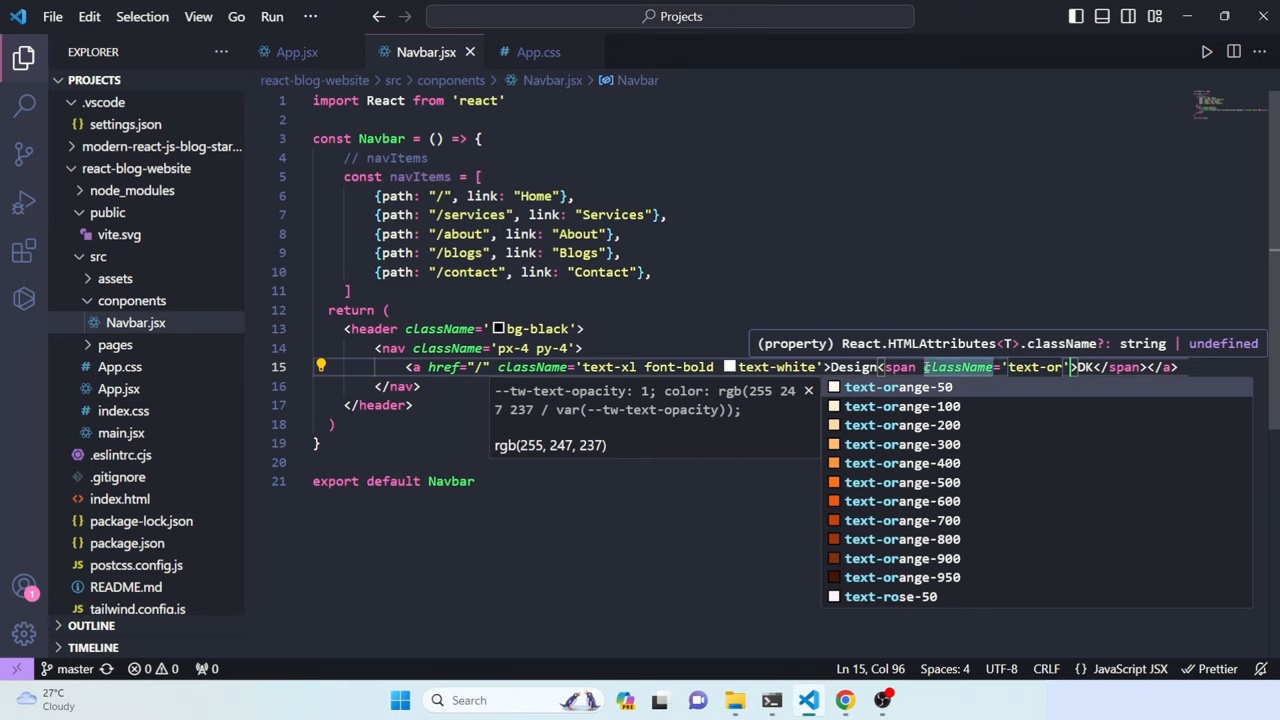 File Edit Selection View Go Run ··· Projects
EXPLORER ··· App.jsx Navbar.jsx App.css
PROJECTS
react-blog-website > src > conponents > Navbar.jsx > Navbar
.vscode
settings.json
modern-react-js-blog-star...
react-blog-website
node_modules
public
vite.svg
src
assets
conponents
Navbar.jsx
pages
App.css
App.jsx
index.css
main.jsx
.eslintrc.cjs
.gitignore
index.html
package-lock.json
package.json
postcss.config.js
README.md
tailwind.config.js
OUTLINE
TIMELINE
1 import React from 'react'
2
3 const Navbar = () => {
4 // navItems
5 const navItems = [
6 {path: "/", link: "Home"},
7 {path: "/services", link: "Services"},
8 {path: "/about", link: "About"},
9 {path: "/blogs", link: "Blogs"},
10 {path: "/contact", link: "Contact"},
11 ]
12 return (
13 <header className='bg-black'>
14 <nav className='px-4 py-4'>
15 <a href="/" className='text-xl font-bold text-white'>Design<span className='text-or'>DK</span></a>
16 </nav>
17 </header>
18 )
19 }
20
21 export default Navbar
(property) React.HTMLAttributes<T>.className?: string | undefined
--tw-text-opacity: 1; color: rgb(255 24
7 237 / var(--tw-text-opacity));
rgb(255, 247, 237)
text-orange-50
text-orange-100
text-orange-200
text-orange-300
text-orange-400
text-orange-500
text-orange-600
text-orange-700
text-orange-800
text-orange-900
text-orange-950
text-rose-50
1
master 0 0 0 Ln 15, Col 96 Spaces: 4 UTF-8 CRLF {} JavaScript JSX Prettier
27°C
Cloudy
Search
PRE